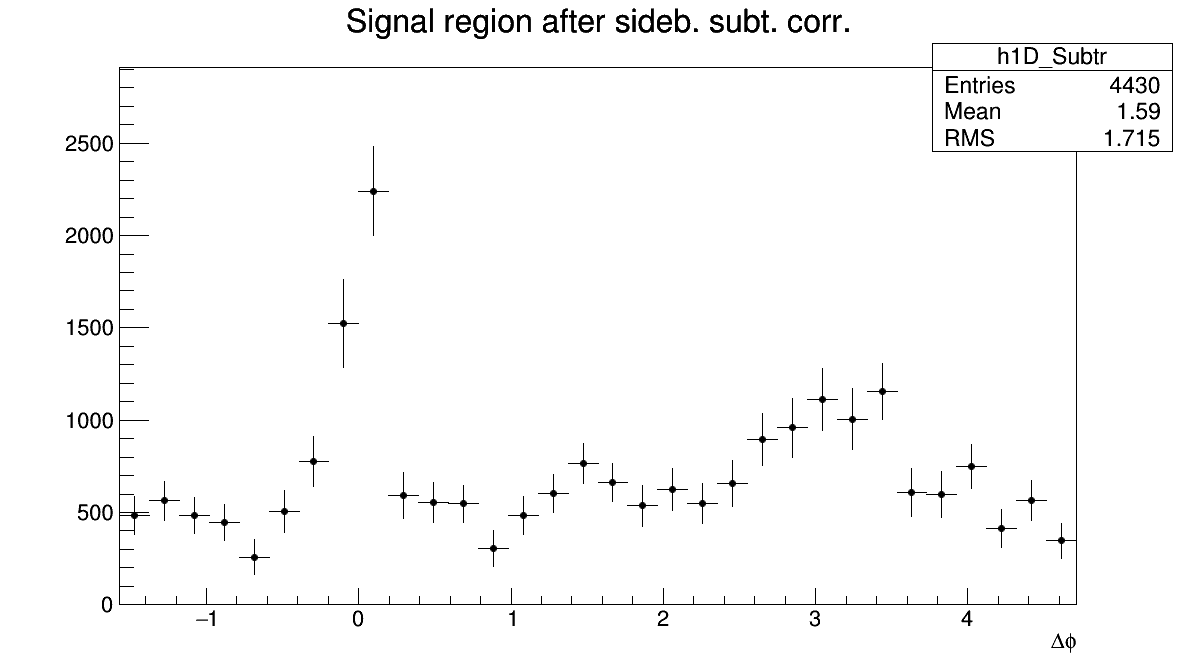 Signal region after sideb. subt. corr.
h1D_Subtr
Entries 4430
Mean 1.59
RMS 1.715
2500
2000
1500
1000
500
0
−1 0 1 2 3 4
Δϕ